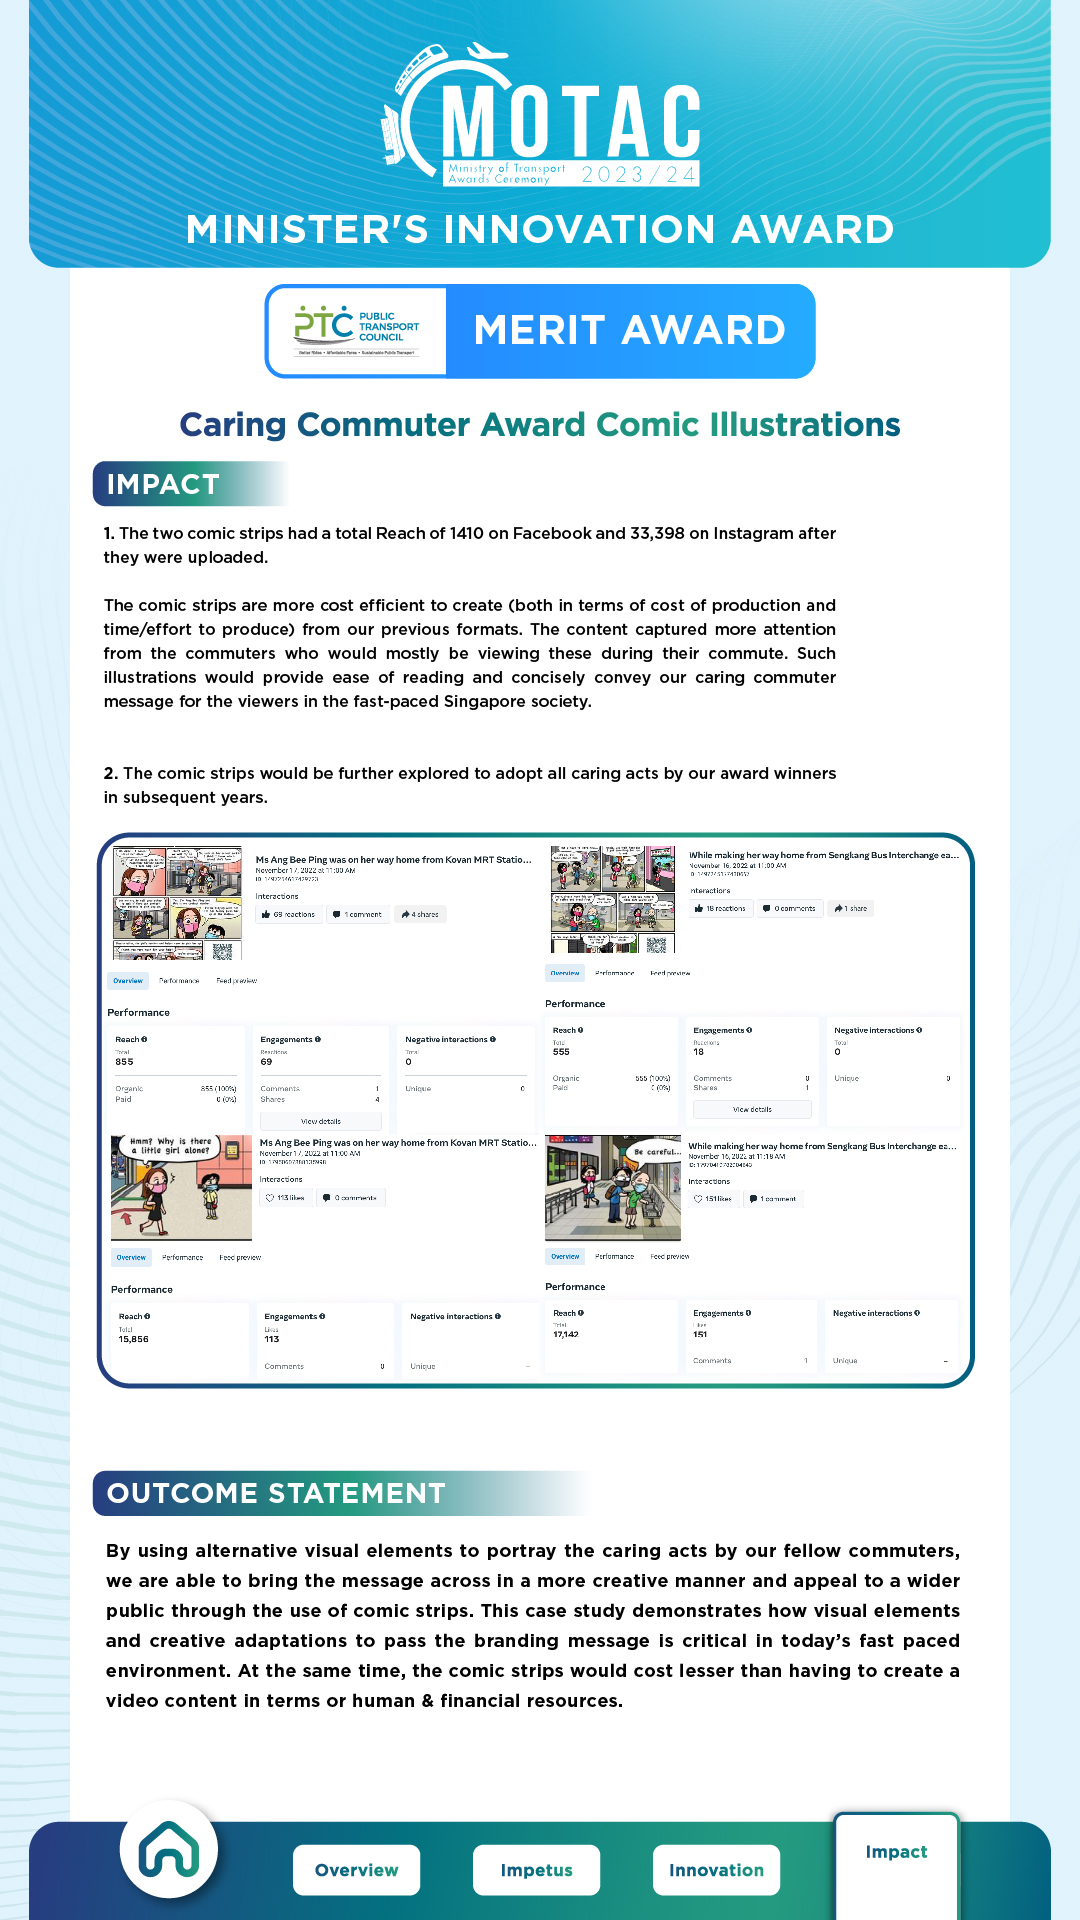 MOTAC
Ministry of Transport
Awards Ceremony 2023/24
MINISTER'S INNOVATION AWARD
PTC PUBLIC
TRANSPORT
COUNCIL
Better Rides • Affordable Fares • Sustainable Public Transport
MERIT AWARD
Caring Commuter Award Comic Illustrations
IMPACT
1. The two comic strips had a total Reach of 1410 on Facebook and 33,398 on Instagram after
they were uploaded.
The comic strips are more cost efficient to create (both in terms of cost of production and
time/effort to produce) from our previous formats. The content captured more attention
from the commuters who would mostly be viewing these during their commute. Such
illustrations would provide ease of reading and concisely convey our caring commuter
message for the viewers in the fast-paced Singapore society.
2. The comic strips would be further explored to adopt all caring acts by our award winners
in subsequent years.
Ms Ang Bee Ping was on her way home from Kovan MRT Statio...
November 17, 2022 at 11:00 AM
Interactions
69 reactions
1 comment
4 shares
Overview
Performance
Feed preview
Performance
Reach
Total
855
Organic 855 (100%)
Paid 0 (0%)
Engagements
Reactions
69
Comments 1
Shares 4
View details
Negative interactions
Total
0
Unique 0
While making her way home from Sengkang Bus Interchange ea...
November 16, 2022 at 11:00 AM
Interactions
18 reactions
0 comments
1 share
Overview
Performance
Feed preview
Performance
Reach
Total
555
Organic 555 (100%)
Paid 0 (0%)
Engagements
Reactions
18
Comments 0
Shares 1
View details
Negative interactions
Total
0
Unique 0
Hmm? Why is there
a little girl alone?
Ms Ang Bee Ping was on her way home from Kovan MRT Statio...
November 17, 2022 at 11:00 AM
Interactions
113 likes
0 comments
Overview
Performance
Feed preview
Performance
Reach
Total
15,856
Engagements
Likes
113
Comments 0
Negative interactions
Unique --
Be careful...
While making her way home from Sengkang Bus Interchange ea...
November 16, 2022 at 11:18 AM
Interactions
151 likes
1 comment
Overview
Performance
Feed preview
Performance
Reach
Total
17,142
Engagements
Likes
151
Comments 1
Negative interactions
Unique --
OUTCOME STATEMENT
By using alternative visual elements to portray the caring acts by our fellow commuters,
we are able to bring the message across in a more creative manner and appeal to a wider
public through the use of comic strips. This case study demonstrates how visual elements
and creative adaptations to pass the branding message is critical in today’s fast paced
environment. At the same time, the comic strips would cost lesser than having to create a
video content in terms or human & financial resources.
Overview
Impetus
Innovation
Impact